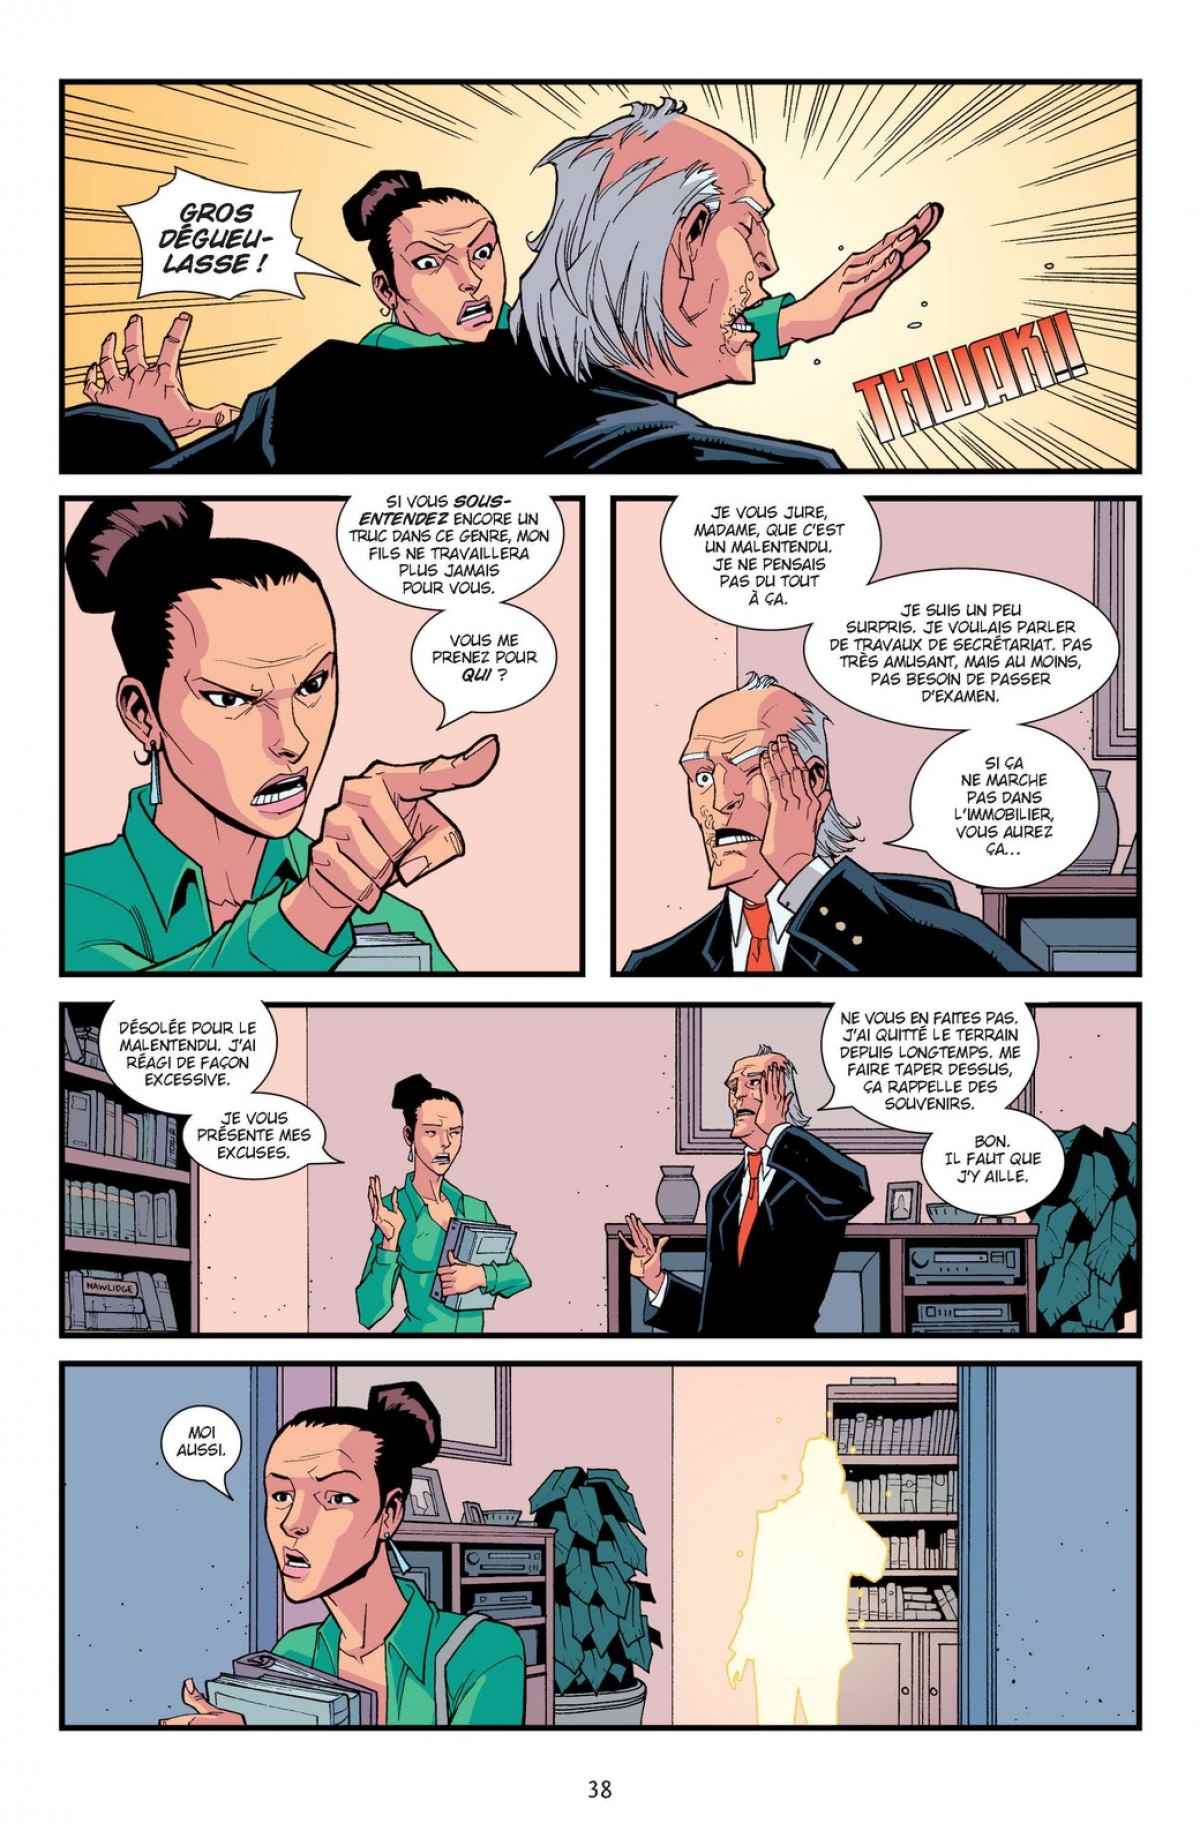 GROS
DÉGUEU-
LASSE !
THWAK!!
SI VOUS SOUS-
ENTENDEZ ENCORE UN
TRUC DANS CE GENRE, MON
FILS NE TRAVAILLERA
PLUS JAMAIS
POUR VOUS.
VOUS ME
PRENEZ POUR
QUI ?
JE VOUS JURE,
MADAME, QUE C'EST
UN MALENTENDU.
JE NE PENSAIS
PAS DU TOUT
À ÇA.
JE SUIS UN PEU
SURPRIS. JE VOULAIS PARLER
DE TRAVAUX DE SECRÉTARIAT. PAS
TRÈS AMUSANT, MAIS AU MOINS,
PAS BESOIN DE PASSER
D'EXAMEN.
SI ÇA
NE MARCHE
PAS DANS
L'IMMOBILIER,
VOUS AUREZ
ÇA...
DÉSOLÉE POUR LE
MALENTENDU. J'AI
RÉAGI DE FAÇON
EXCESSIVE.
JE VOUS
PRÉSENTE MES
EXCUSES.
NE VOUS EN FAITES PAS.
J'AI QUITTÉ LE TERRAIN
DEPUIS LONGTEMPS. ME
FAIRE TAPER DESSUS,
ÇA RAPPELLE DES
SOUVENIRS.
BON.
IL FAUT QUE
J'Y AILLE.
NAWLIDGE
MOI
AUSSI.
38